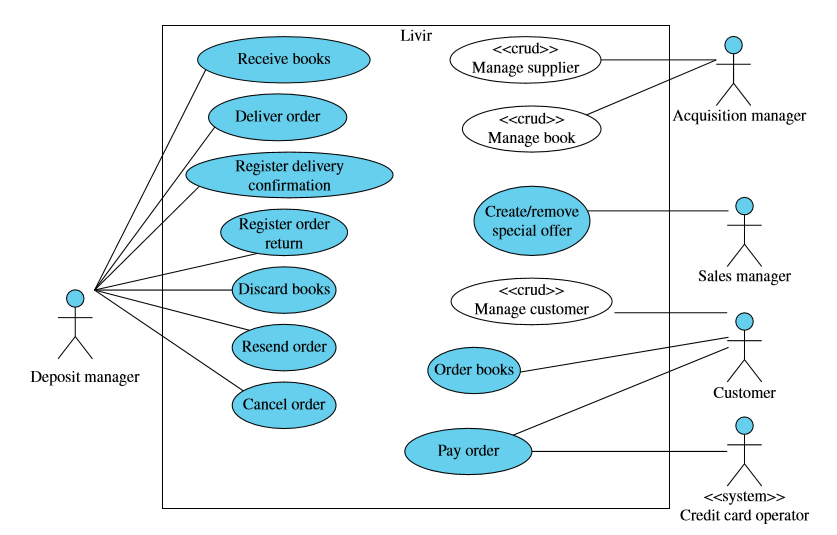 Livir
Receive books
Deliver order
Register delivery
confirmation
Register order
return
Discard books
Resend order
Cancel order
Deposit manager
<<crud>>
Manage supplier
<<crud>>
Manage book
Create/remove
special offer
<<crud>>
Manage customer
Order books
Pay order
Acquisition manager
Sales manager
Customer
<<system>>
Credit card operator